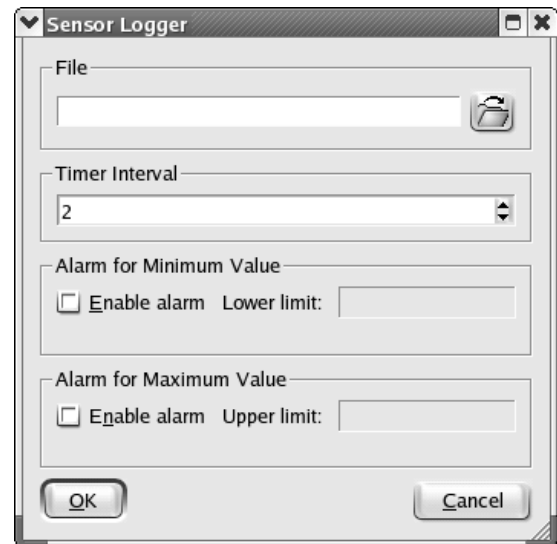 Sensor Logger
File
Timer Interval
2
Alarm for Minimum Value
Enable alarm Lower limit:
Alarm for Maximum Value
Enable alarm Upper limit:
OK Cancel